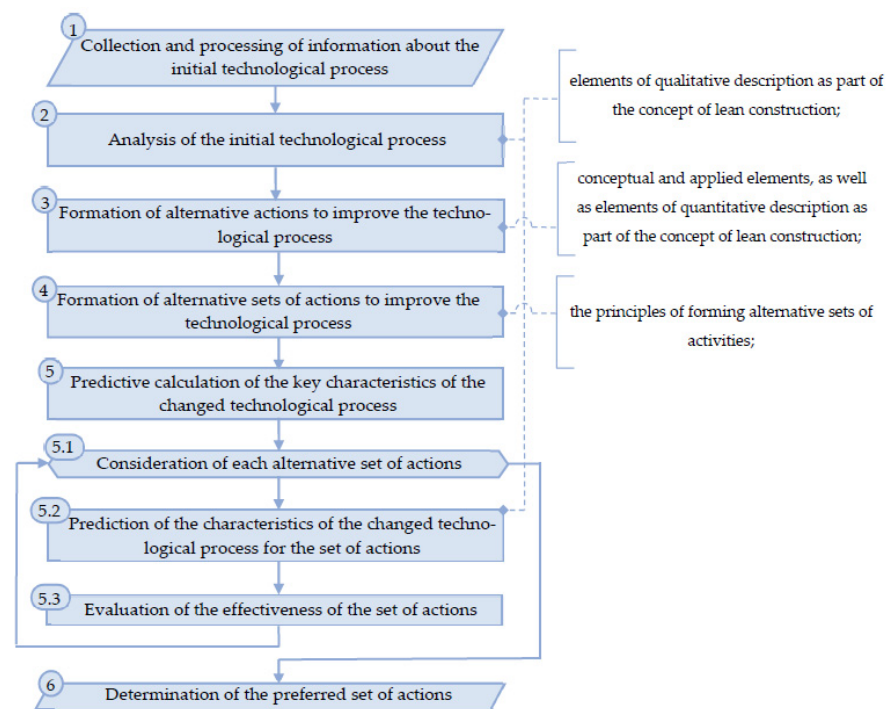 1
Collection and processing of information about the
initial technological process
2
Analysis of the initial technological process
3
Formation of alternative actions to improve the techno-
logical process
4
Formation of alternative sets of actions to improve the
technological process
5
Predictive calculation of the key characteristics of the
changed technological process
5.1
Consideration of each alternative set of actions
5.2
Prediction of the characteristics of the changed techno-
logical process for the set of actions
5.3
Evaluation of the effectiveness of the set of actions
6
Determination of the preferred set of actions
elements of qualitative description as part of
the concept of lean construction;
conceptual and applied elements, as well
as elements of quantitative description as
part of the concept of lean construction;
the principles of forming alternative sets of
activities;